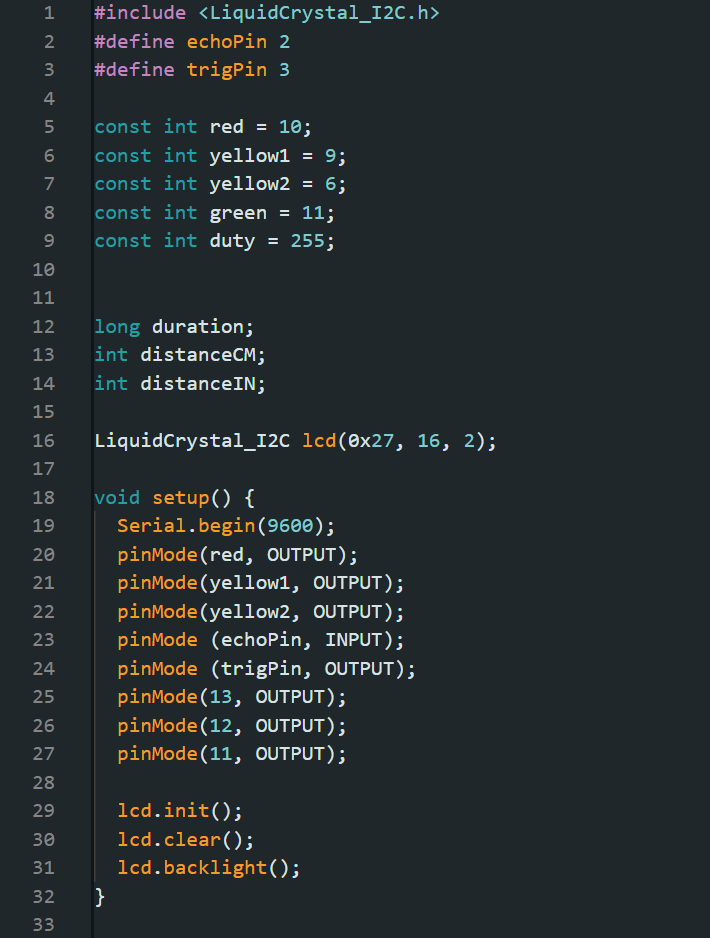 1 #include <LiquidCrystal_I2C.h>
2 #define echoPin 2
3 #define trigPin 3
4
5 const int red = 10;
6 const int yellow1 = 9;
7 const int yellow2 = 6;
8 const int green = 11;
9 const int duty = 255;
10
11
12 long duration;
13 int distanceCM;
14 int distanceIN;
15
16 LiquidCrystal_I2C lcd(0x27, 16, 2);
17
18 void setup() {
19   Serial.begin(9600);
20   pinMode(red, OUTPUT);
21   pinMode(yellow1, OUTPUT);
22   pinMode(yellow2, OUTPUT);
23   pinMode (echoPin, INPUT);
24   pinMode (trigPin, OUTPUT);
25   pinMode(13, OUTPUT);
26   pinMode(12, OUTPUT);
27   pinMode(11, OUTPUT);
28
29   lcd.init();
30   lcd.clear();
31   lcd.backlight();
32 }
33